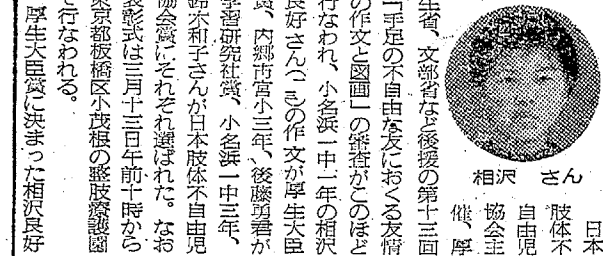 相沢 さん
日本
肢体不
自由児
協会主
催、厚
生省、文部省など後援の第十三回
「手足の不自由な友におくる友情
の作文と図画」の審査がこのほど
行なわれ、小名浜一中一年の相沢
良好さん の作文が厚生大臣
賞、内郷市宮小三年、後藤勇君が
学習研究社賞、小名浜一中三年、
鈴木和子さんが日本肢体不自由児
協会賞にそれぞれ選ばれた。なお
表彰式は三月十三日午前十時から
東京都板橋区小茂根の整肢療護園
で行なわれる。
厚生大臣賞に決まった相沢良好